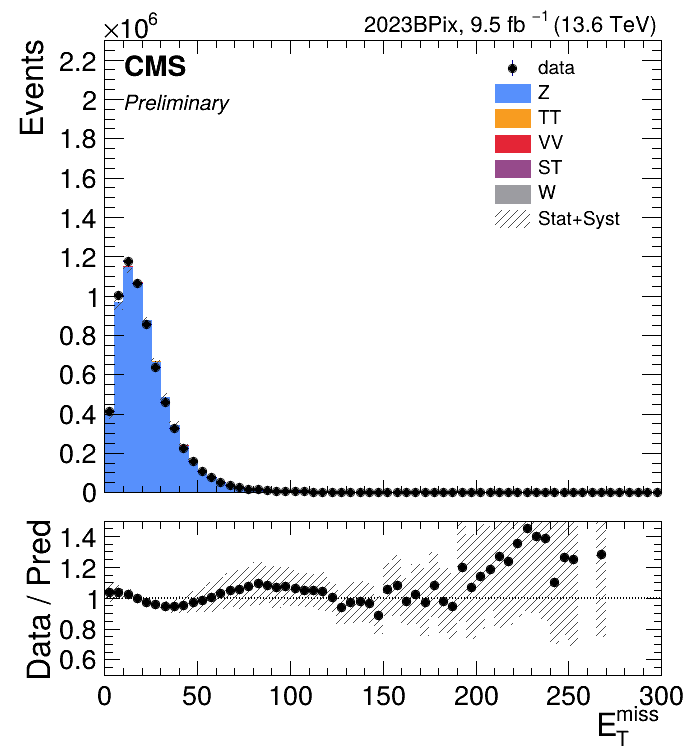 ×10^6
2023BPix, 9.5 fb^-1 (13.6 TeV)
Events
CMS
Preliminary
data
Z
TT
VV
ST
W
Stat+Syst
2.2
2
1.8
1.6
1.4
1.2
1
0.8
0.6
0.4
0.2
0
Data / Pred
1.4
1.2
1
0.8
0.6
0 50 100 150 200 250 300
E_T^miss